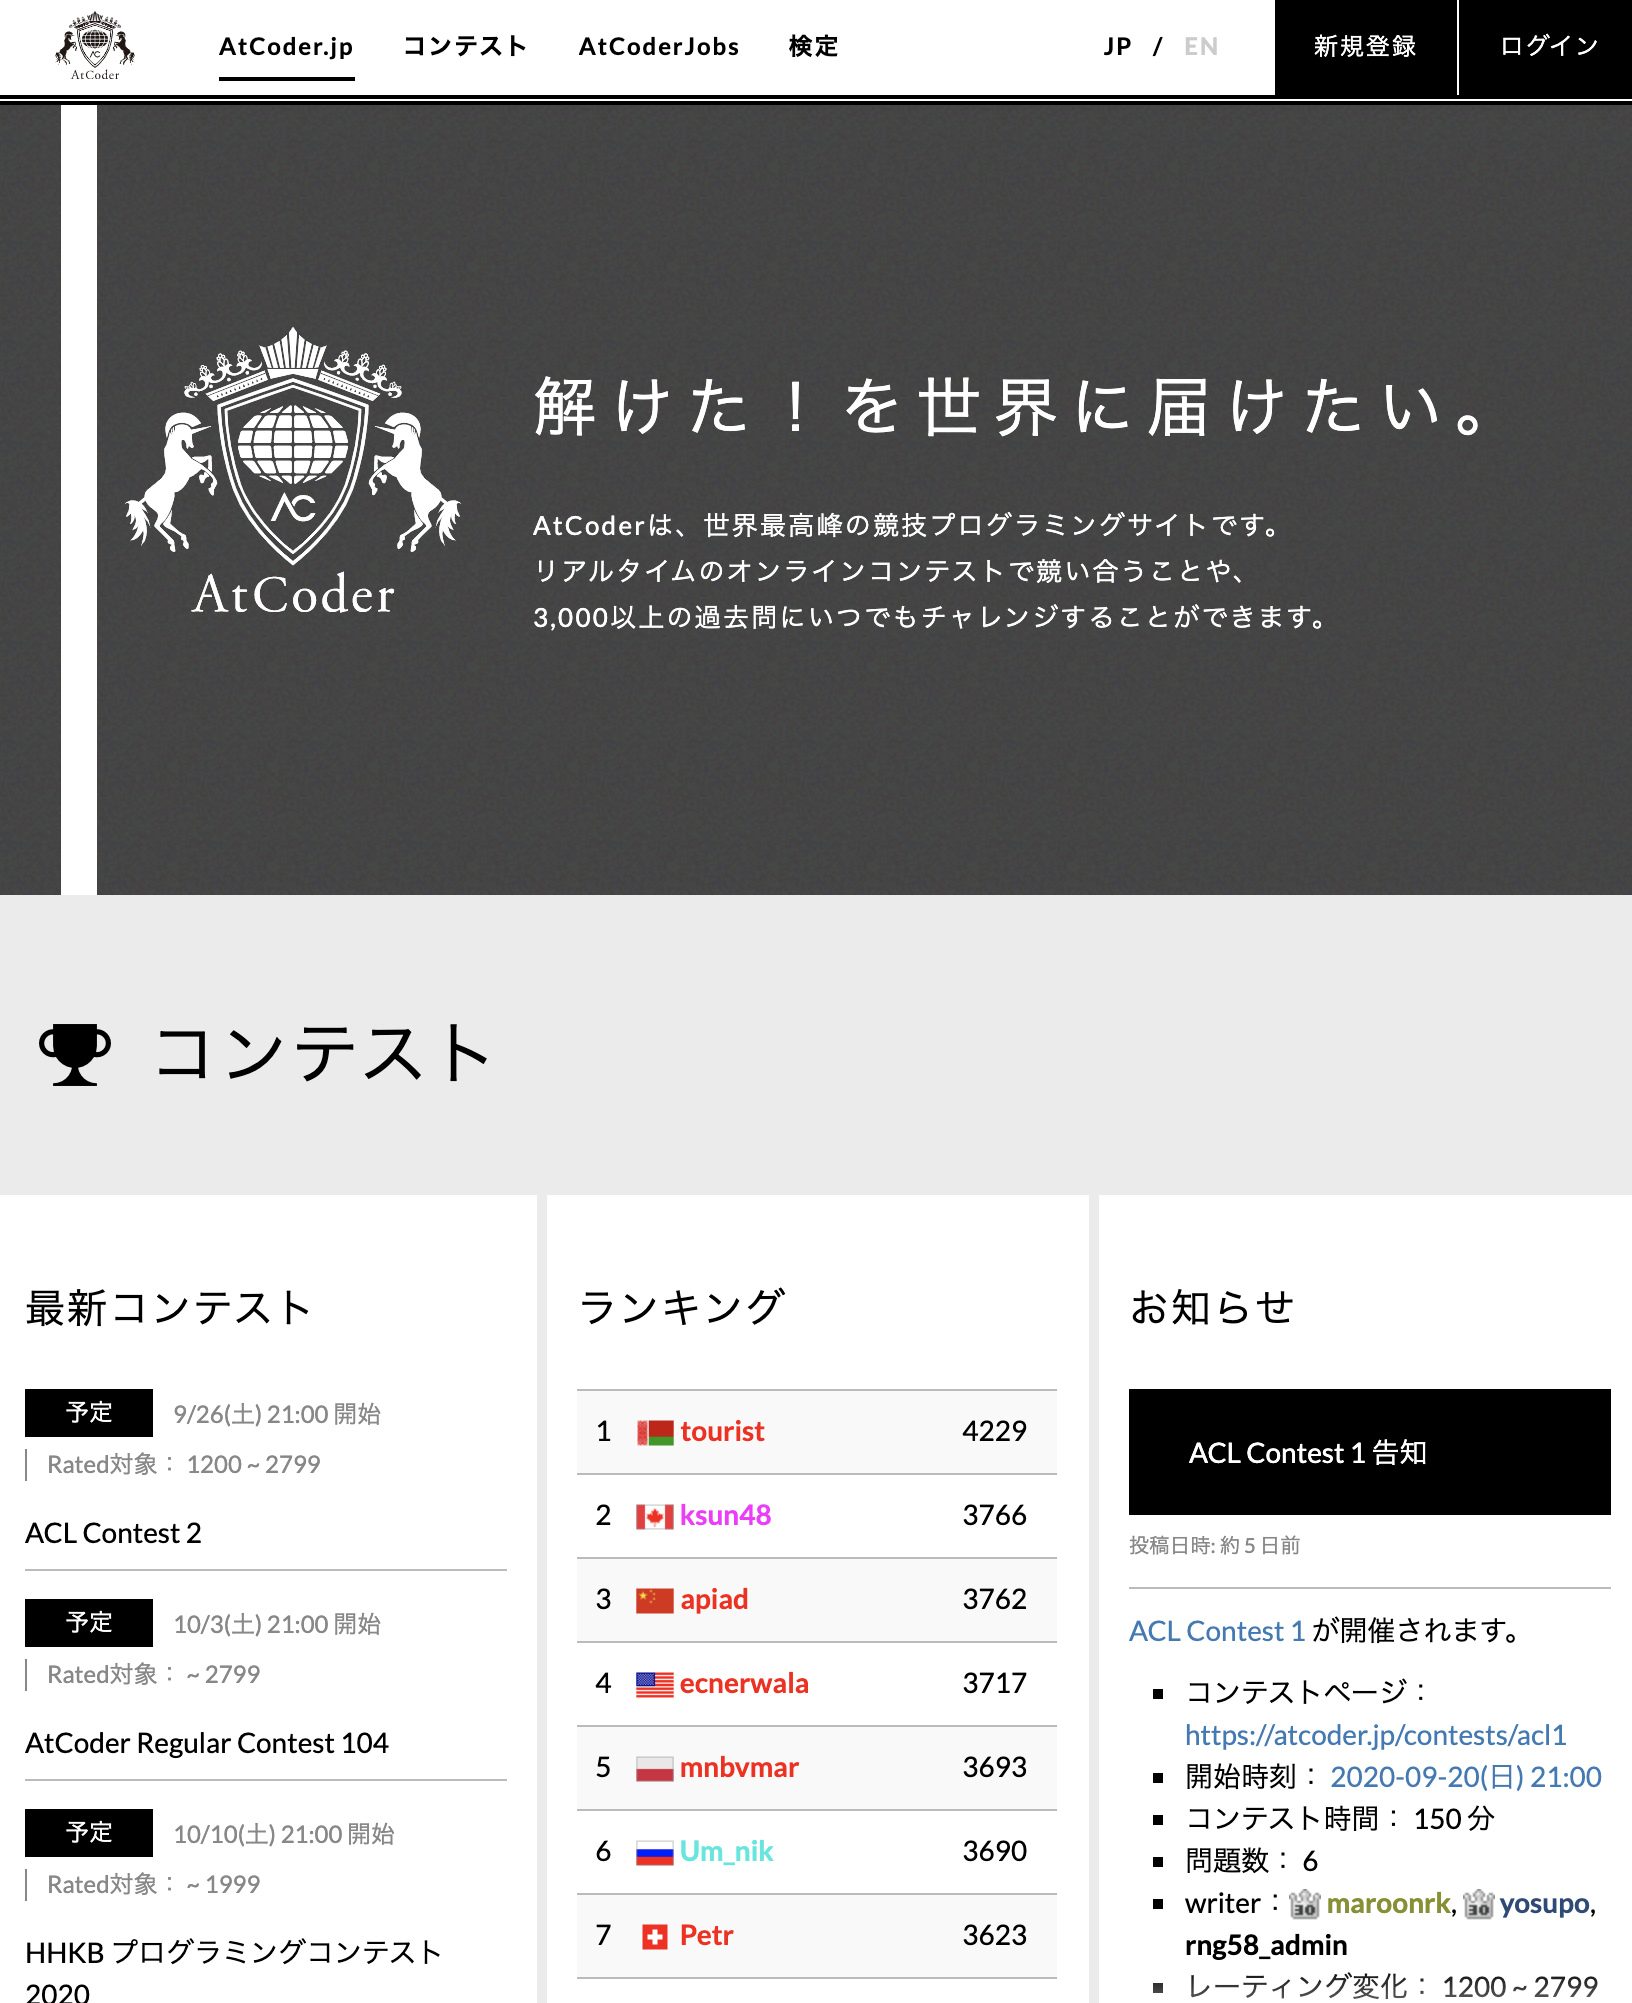 AtCoder
AtCoder.jp コンテスト AtCoderJobs 検定 JP / EN 新規登録 ログイン
AC
AtCoder
解けた！を世界に届けたい。
AtCoderは、世界最高峰の競技プログラミングサイトです。
リアルタイムのオンラインコンテストで競い合うことや、
3,000以上の過去問にいつでもチャレンジすることができます。
コンテスト
最新コンテスト
予定 9/26(土) 21:00 開始
Rated対象： 1200 ~ 2799
ACL Contest 2
予定 10/3(土) 21:00 開始
Rated対象： ~ 2799
AtCoder Regular Contest 104
予定 10/10(土) 21:00 開始
Rated対象： ~ 1999
HHKB プログラミングコンテスト
2020
ランキング
1 tourist 4229
2 ksun48 3766
3 apiad 3762
4 ecnerwala 3717
5 mnbvmar 3693
6 Um_nik 3690
7 Petr 3623
お知らせ
ACL Contest 1 告知
投稿日時: 約 5 日前
ACL Contest 1 が開催されます。
コンテストページ：
https://atcoder.jp/contests/acl1
開始時刻： 2020-09-20(日) 21:00
コンテスト時間： 150 分
問題数： 6
writer：30 maroonrk, 30 yosupo,
rng58_admin
レーティング変化： 1200 ~ 2799